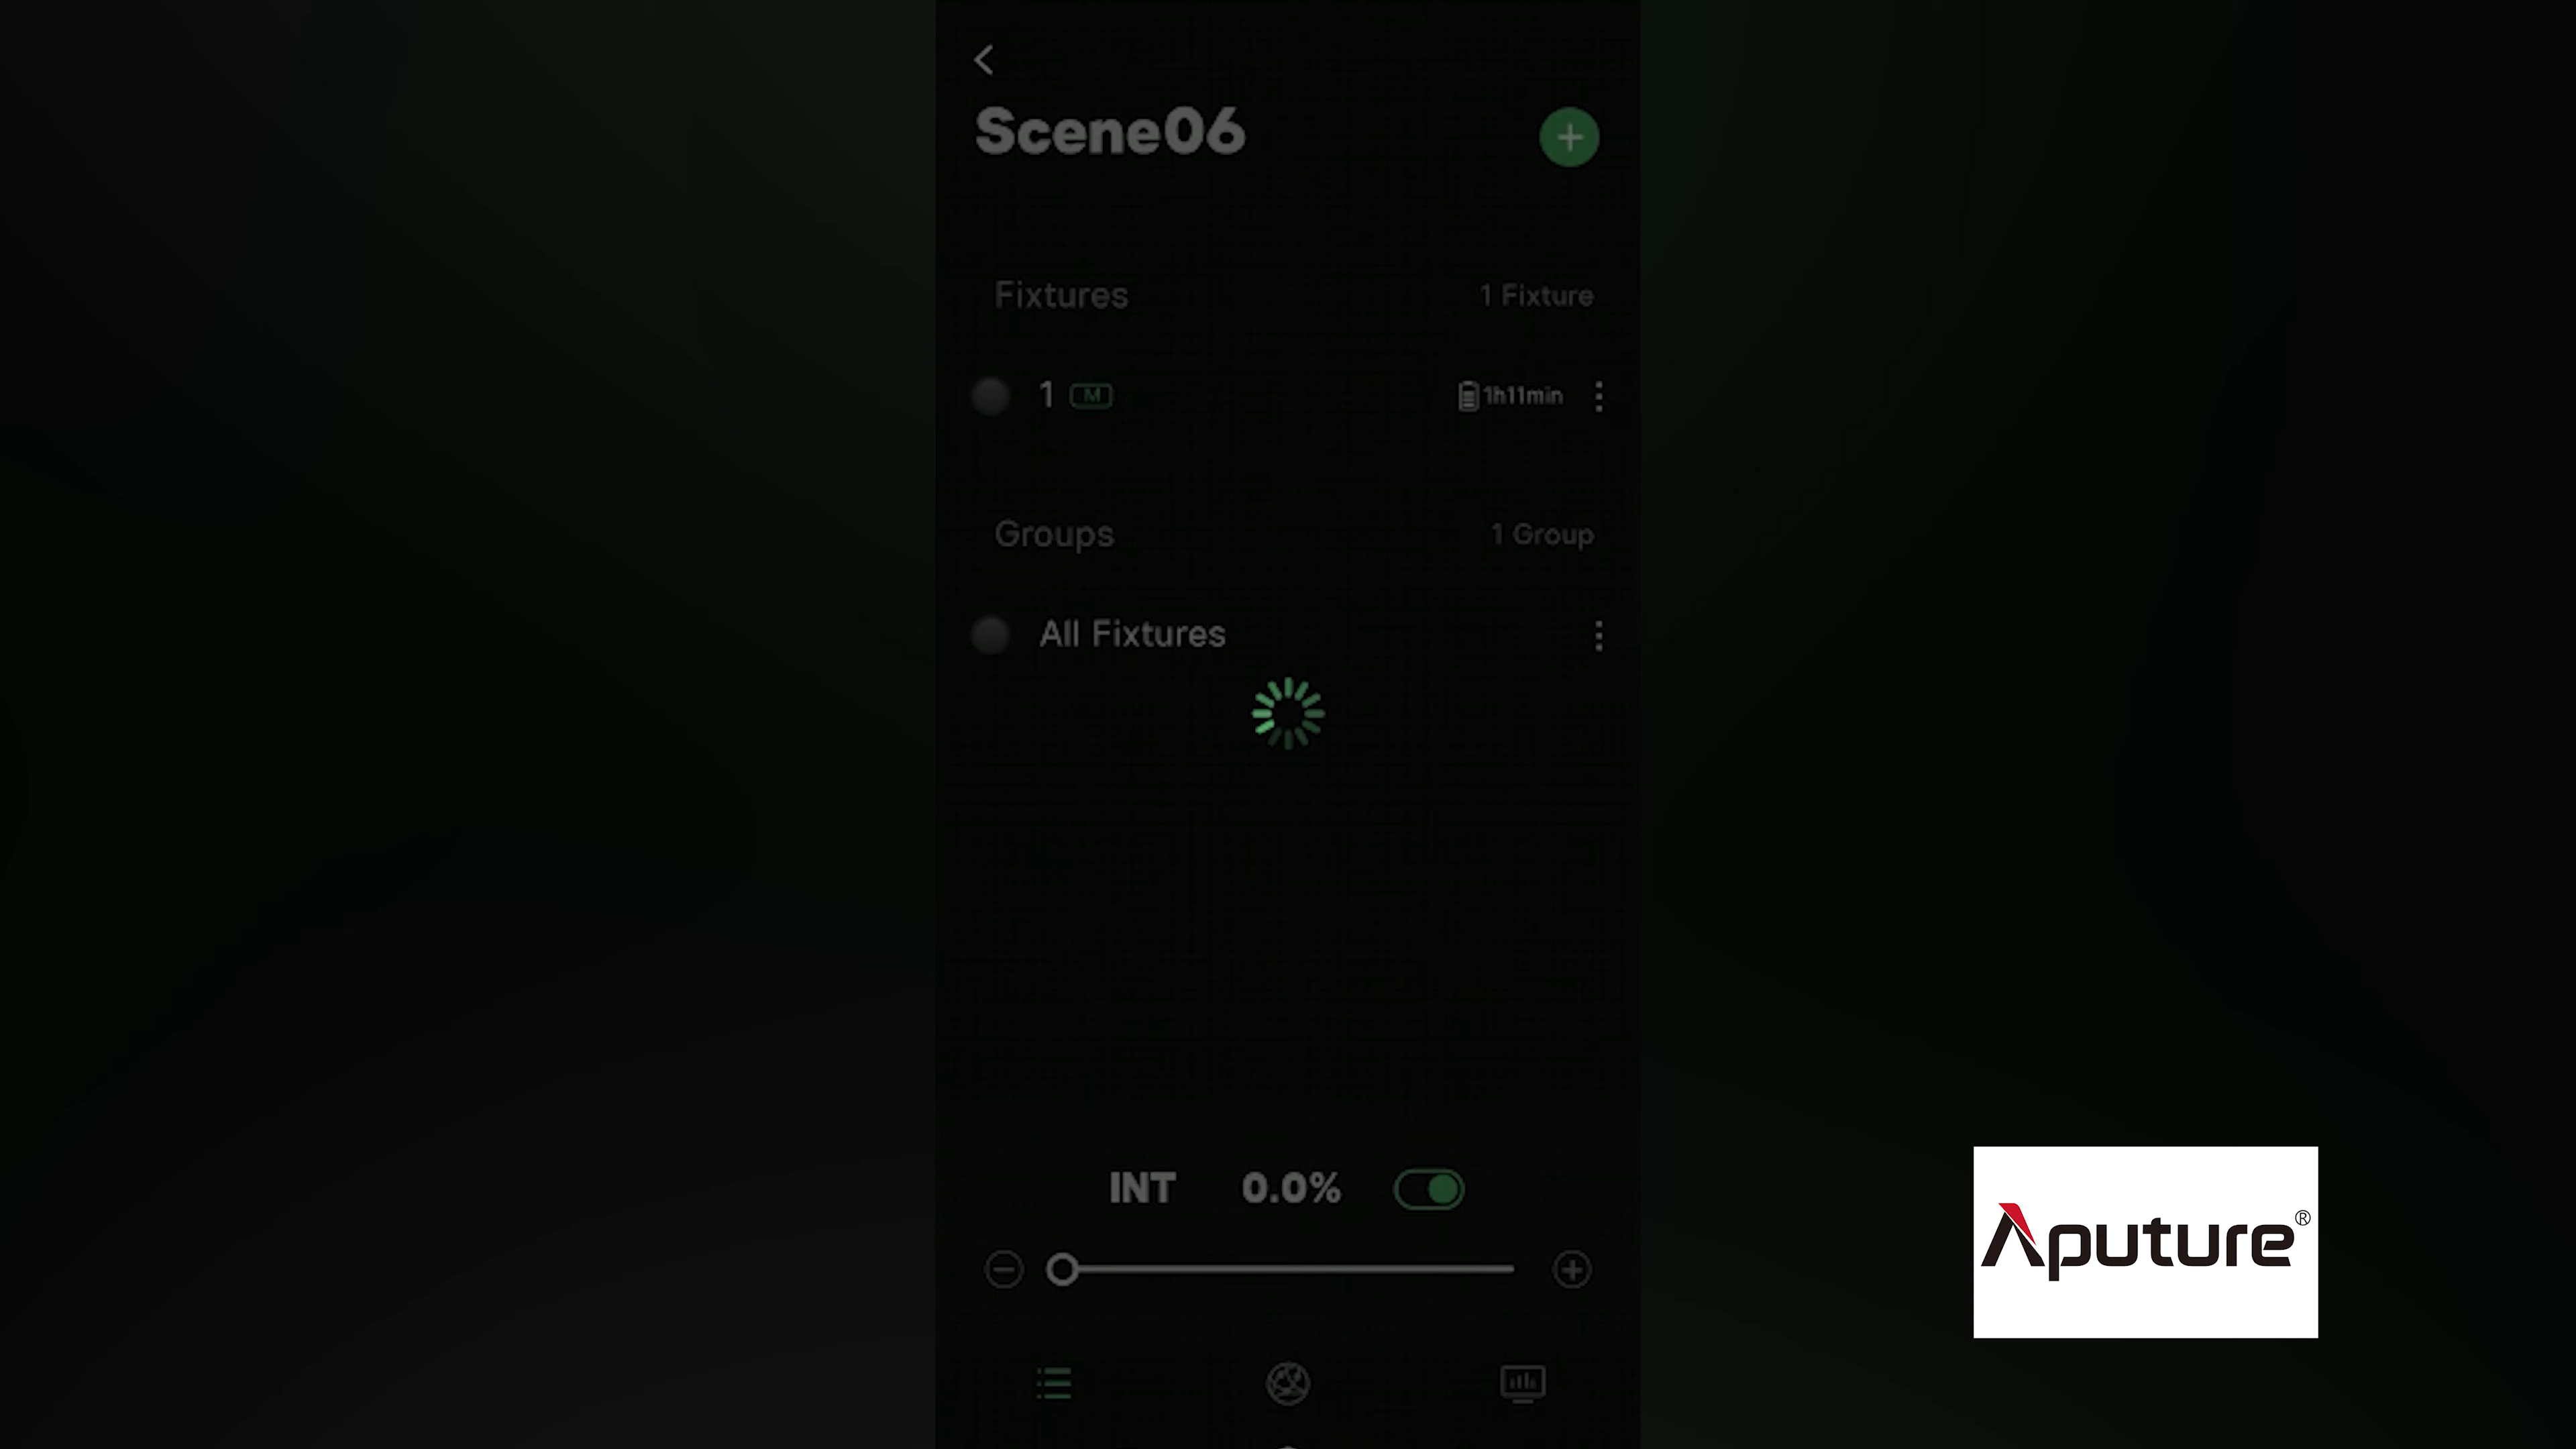 Scene06
Fixtures
1 Fixture
1 M
1h11min
Groups
1 Group
All Fixtures
INT 0.0%
Aputure®